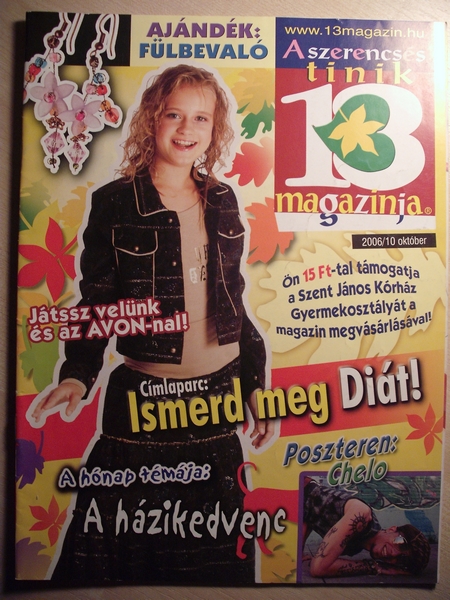 AJÁNDÉK:
FÜLBEVALÓ
www.13magazin.hu
A szerencsés
tinik
13
magazinja®
2006/10 október
Ön 15 Ft-tal támogatja
a Szent János Kórház
Gyermekosztályát a
magazin megvásárlásával!
Játssz velünk
és az AVON-nal!
Címlaparc:
Ismerd meg Diát!
Poszteren:
Chelo
A hónap témája:
A házikedvenc